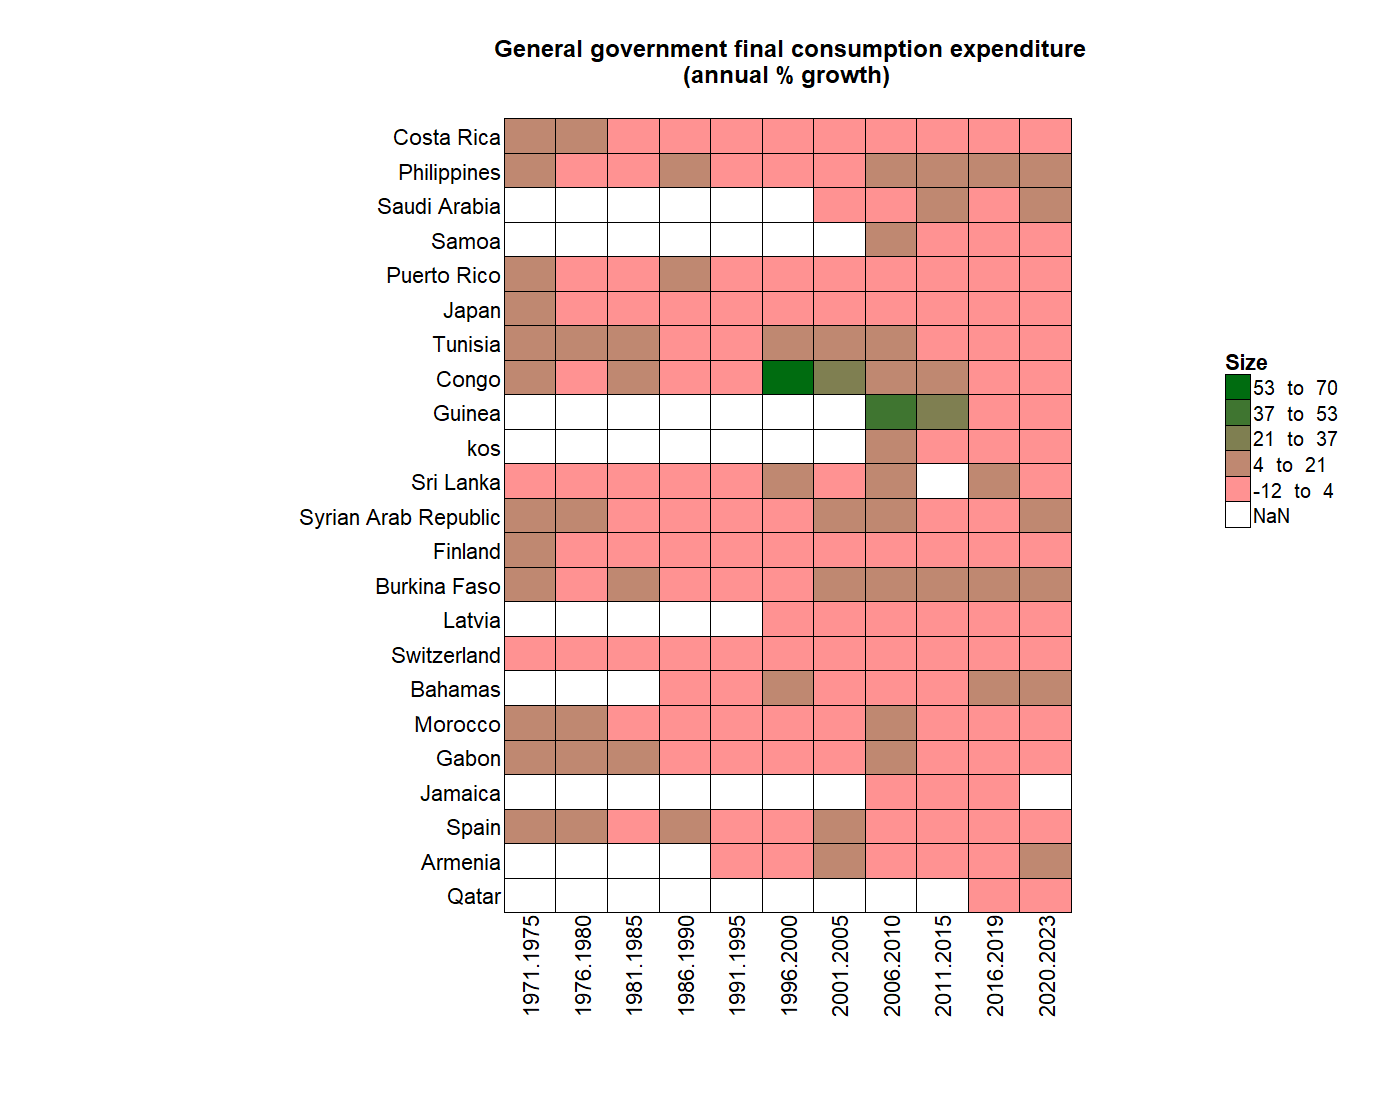 General government final consumption expenditure
(annual % growth)
Costa Rica
Philippines
Saudi Arabia
Samoa
Puerto Rico
Japan
Tunisia
Congo
Guinea
kos
Sri Lanka
Syrian Arab Republic
Finland
Burkina Faso
Latvia
Switzerland
Bahamas
Morocco
Gabon
Jamaica
Spain
Armenia
Qatar
1971.1975
1976.1980
1981.1985
1986.1990
1991.1995
1996.2000
2001.2005
2006.2010
2011.2015
2016.2019
2020.2023
Size
53 to 70
37 to 53
21 to 37
4 to 21
-12 to 4
NaN